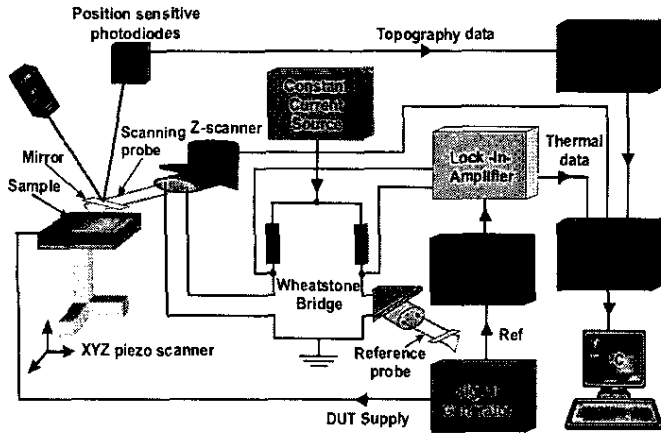 Position sensitive
photodiodes
Topography data
Constant
Current
Source
Z-scanner
Scanning
probe
Mirror
Sample
Lock -In-
Amplifier
Thermal
data
Wheatstone
Bridge
XYZ piezo scanner
Reference
probe
Ref
DUT Supply